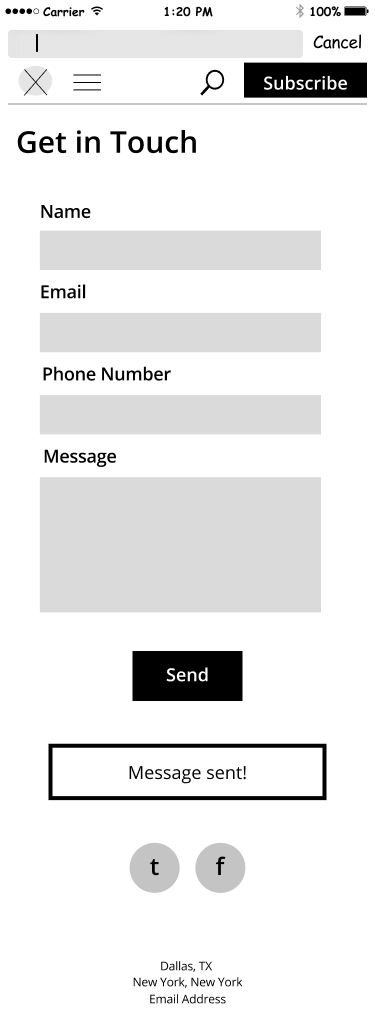 Carrier 1:20 PM 100%
Cancel
Subscribe
Get in Touch
Name
Email
Phone Number
Message
Send
Message sent!
t f
Dallas, TX
New York, New York
Email Address